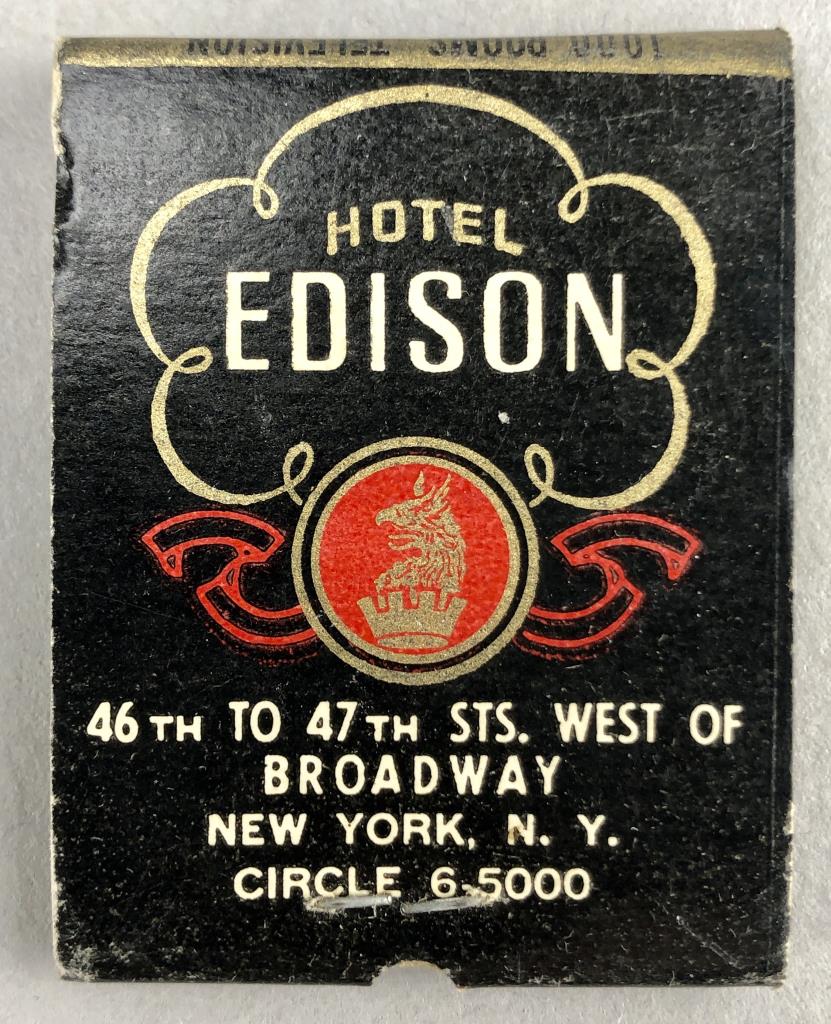 1000 ROOMS TELEVISION
HOTEL
EDISON
46TH TO 47TH STS. WEST OF
BROADWAY
NEW YORK, N. Y.
CIRCLE 6-5000